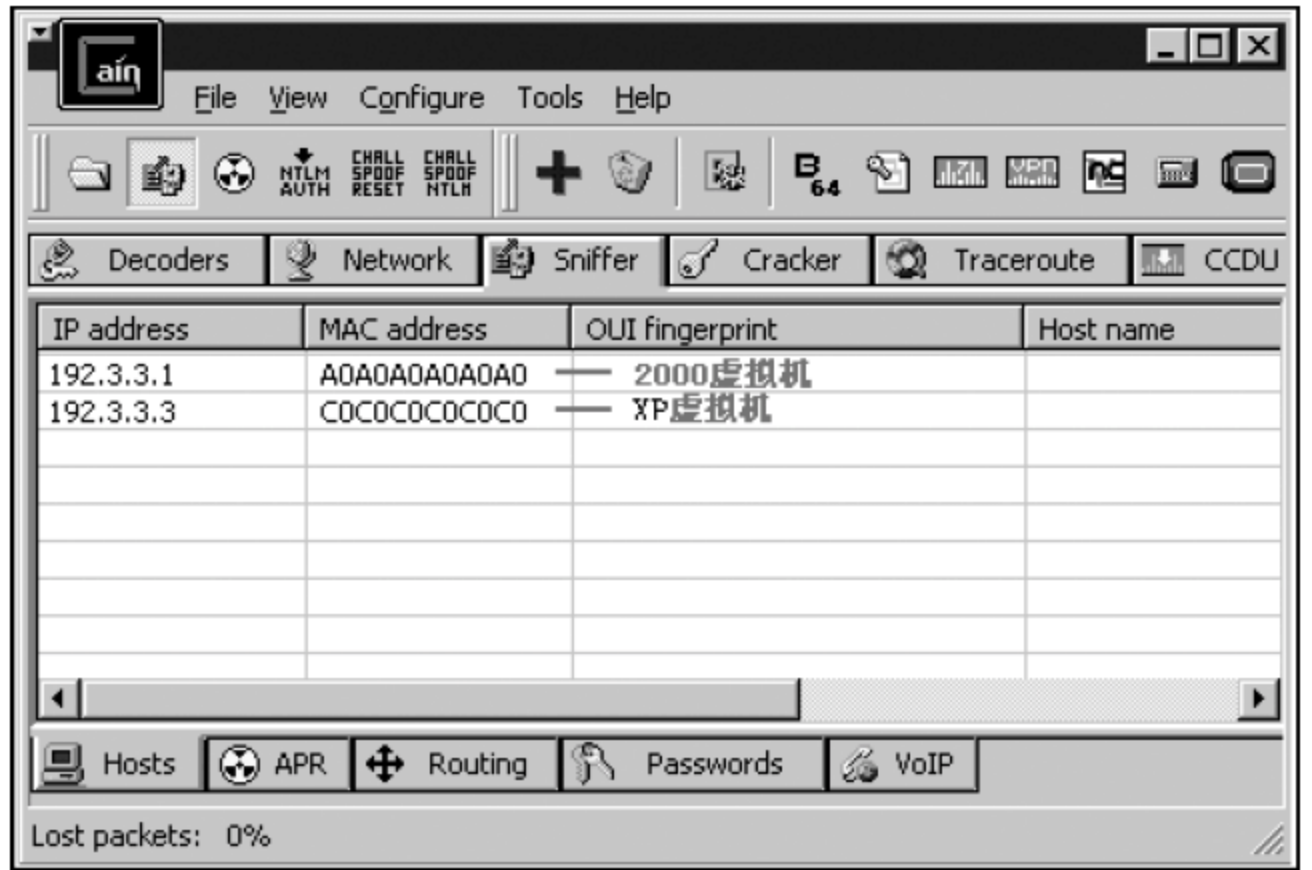 Caín
File View Configure Tools Help
NTLM AUTH CHALL SPOOF RESET CHALL SPOOF NTLM B 64 VPN
Decoders Network Sniffer Cracker Traceroute CCDU
IP address MAC address OUI fingerprint Host name
192.3.3.1 A0A0A0A0A0A0 2000虚拟机
192.3.3.3 C0C0C0C0C0C0 XP虚拟机
Hosts APR Routing Passwords VoIP
Lost packets: 0%